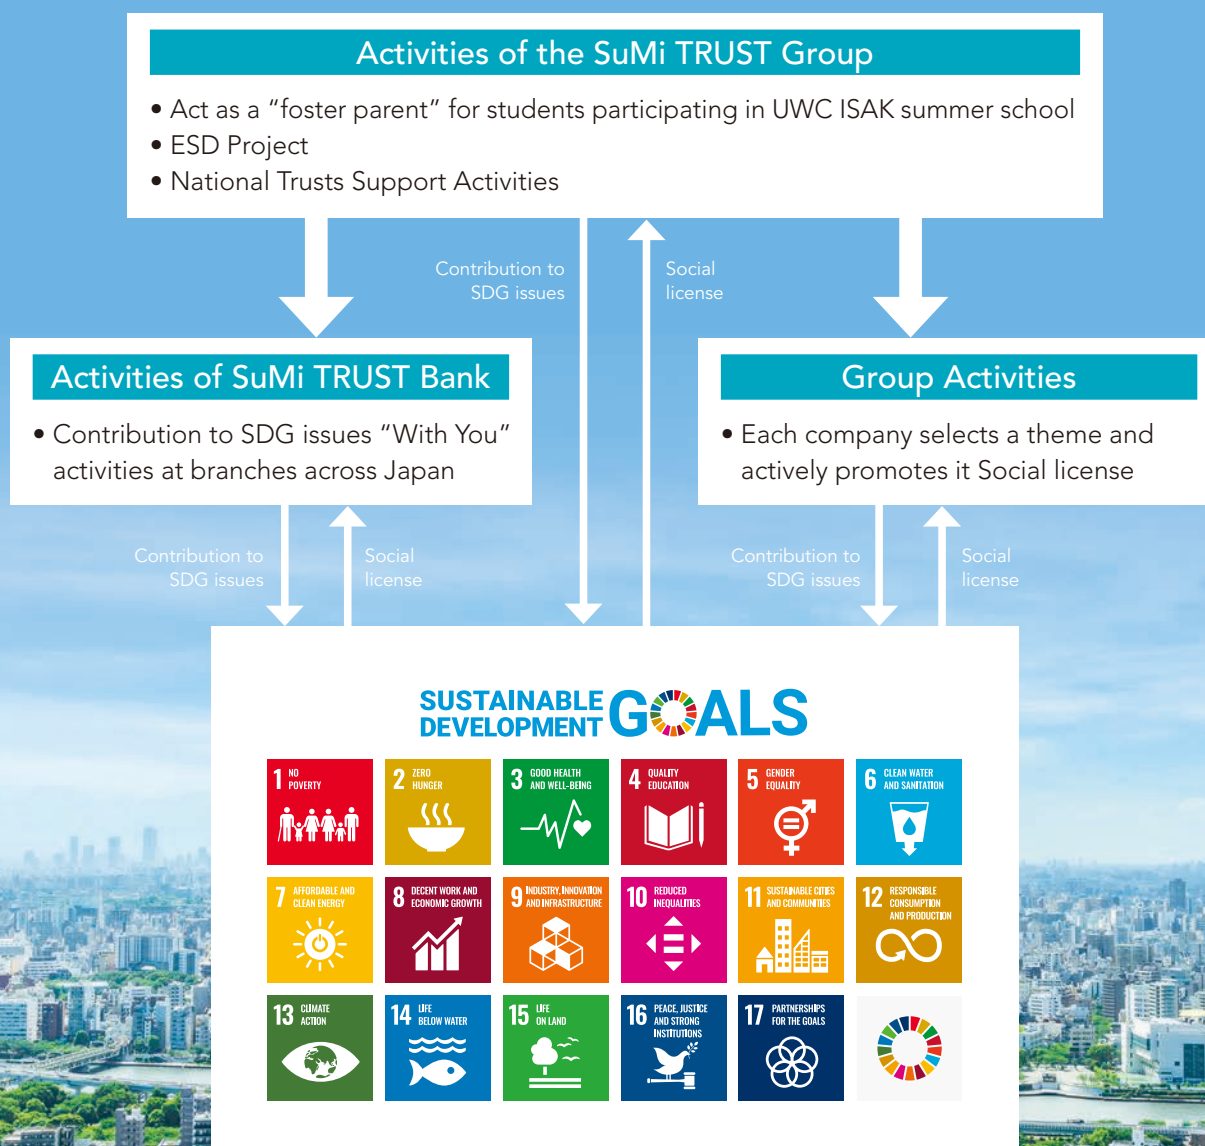 Activities of the SuMi TRUST Group
• Act as a “foster parent” for students participating in UWC ISAK summer school
• ESD Project
• National Trusts Support Activities
Contribution to
SDG issues
Social
license
Activities of SuMi TRUST Bank
• Contribution to SDG issues “With You”
activities at branches across Japan
Group Activities
• Each company selects a theme and
actively promotes it Social license
Contribution to
SDG issues
Social
license
Contribution to
SDG issues
Social
license
SUSTAINABLE
DEVELOPMENT
GOALS
1 NO
POVERTY
2 ZERO
HUNGER
3 GOOD HEALTH
AND WELL-BEING
4 QUALITY
EDUCATION
5 GENDER
EQUALITY
6 CLEAN WATER
AND SANITATION
7 AFFORDABLE AND
CLEAN ENERGY
8 DECENT WORK AND
ECONOMIC GROWTH
9 INDUSTRY, INNOVATION
AND INFRASTRUCTURE
10 REDUCED
INEQUALITIES
11 SUSTAINABLE CITIES
AND COMMUNITIES
12 RESPONSIBLE
CONSUMPTION
AND PRODUCTION
13 CLIMATE
ACTION
14 LIFE
BELOW WATER
15 LIFE
ON LAND
16 PEACE, JUSTICE
AND STRONG
INSTITUTIONS
17 PARTNERSHIPS
FOR THE GOALS